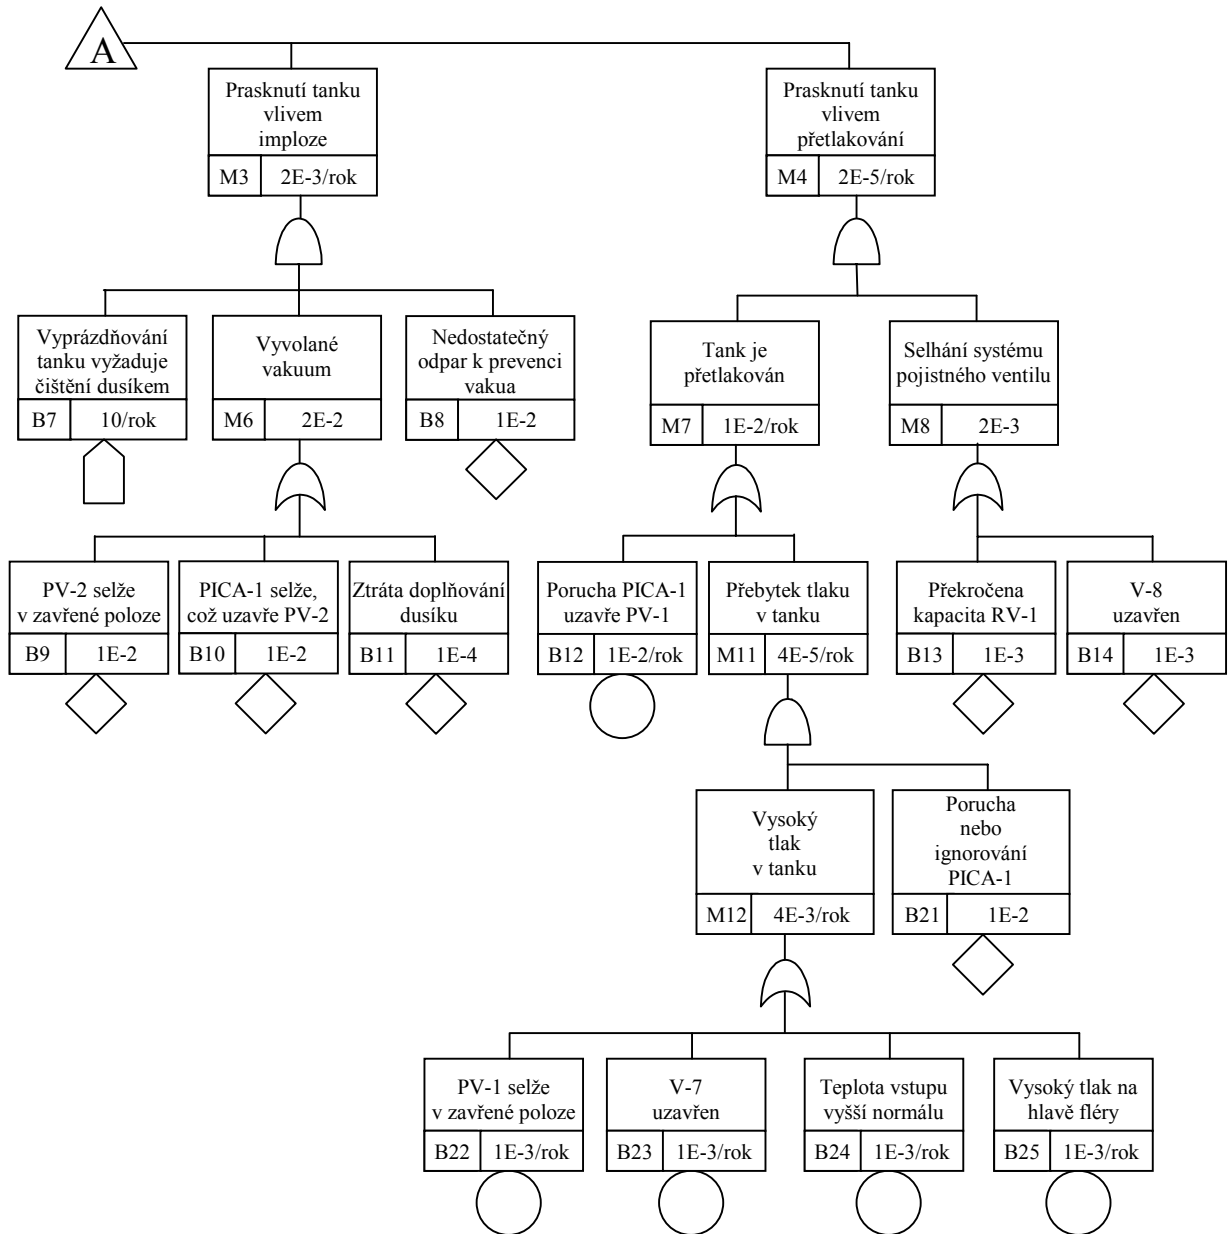 A
Prasknutí tanku
vlivem
imploze
M3 2E-3/rok
Prasknutí tanku
vlivem
přetlakování
M4 2E-5/rok
Vyprázdňování
tanku vyžaduje
čištění dusíkem
B7 10/rok
Vyvolané
vakuum
M6 2E-2
Nedostatečný
odpar k prevenci
vakua
B8 1E-2
Tank je
přetlakován
M7 1E-2/rok
Selhání systému
pojistného ventilu
M8 2E-3
PV-2 selže
v zavřené poloze
B9 1E-2
PICA-1 selže,
což uzavře PV-2
B10 1E-2
Ztráta doplňování
dusíku
B11 1E-4
Porucha PICA-1
uzavře PV-1
B12 1E-2/rok
Přebytek tlaku
v tanku
M11 4E-5/rok
Překročena
kapacita RV-1
B13 1E-3
V-8
uzavřen
B14 1E-3
Vysoký
tlak
v tanku
M12 4E-3/rok
Porucha
nebo
ignorování
PICA-1
B21 1E-2
PV-1 selže
v zavřené poloze
B22 1E-3/rok
V-7
uzavřen
B23 1E-3/rok
Teplota vstupu
vyšší normálu
B24 1E-3/rok
Vysoký tlak na
hlavě fléry
B25 1E-3/rok